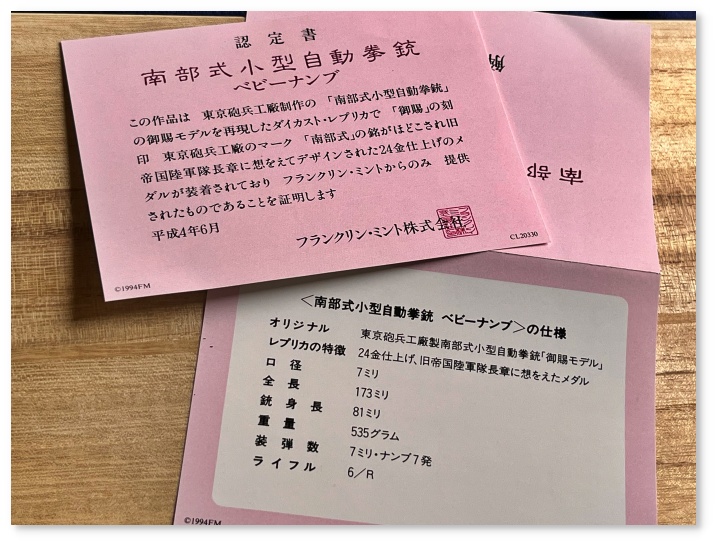 認定書
南部式小型自動拳銃
ベビーナンブ
この作品は 東京砲兵工廠制作の 「南部式小型自動拳銃」
の御賜モデルを再現したダイカスト・レプリカで 「御賜」の刻
印 東京砲兵工廠のマーク 「南部式」の銘がほどこされ旧
帝国陸軍隊長章に想をえてデザインされた24金仕上げのメ
ダルが装着されており フランクリン・ミントからのみ 提供
されたものであることを証明します
平成4年6月
フランクリン・ミント株式会社
CL20330
©1994FM
南部
〈南部式小型自動拳銃 ベビーナンブ〉の仕様
オリジナル 東京砲兵工廠製南部式小型自動拳銃「御賜モデル」
レプリカの特徴 24金仕上げ、旧帝国陸軍隊長章に想をえたメダル
口径 7ミリ
全長 173ミリ
銃身長 81ミリ
重量 535グラム
装弾数 7ミリ・ナンブ7発
ライフル 6/R
©1994FM